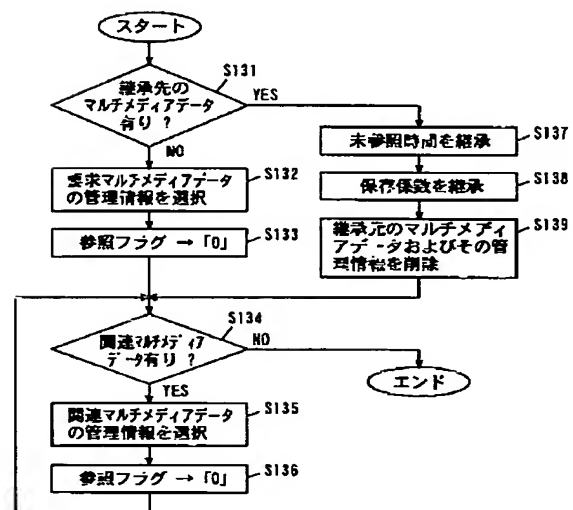 スタート
S131
継承先の
マルチメディアデータ
有り ?
YES
NO
S132
要求マルチメディアデータ
の管理情報を選択
S133
参照フラグ → 「0」
未参照時間を継承
S137
保存係数を継承
S138
S139
継承元のマルチメディ
アデータおよびその管
理情報を削除
S134
関連マルチメディア
データ有り ?
NO
エンド
YES
関連マルチメディアデータ
の管理情報を選択
S135
参照フラグ → 「0」
S136